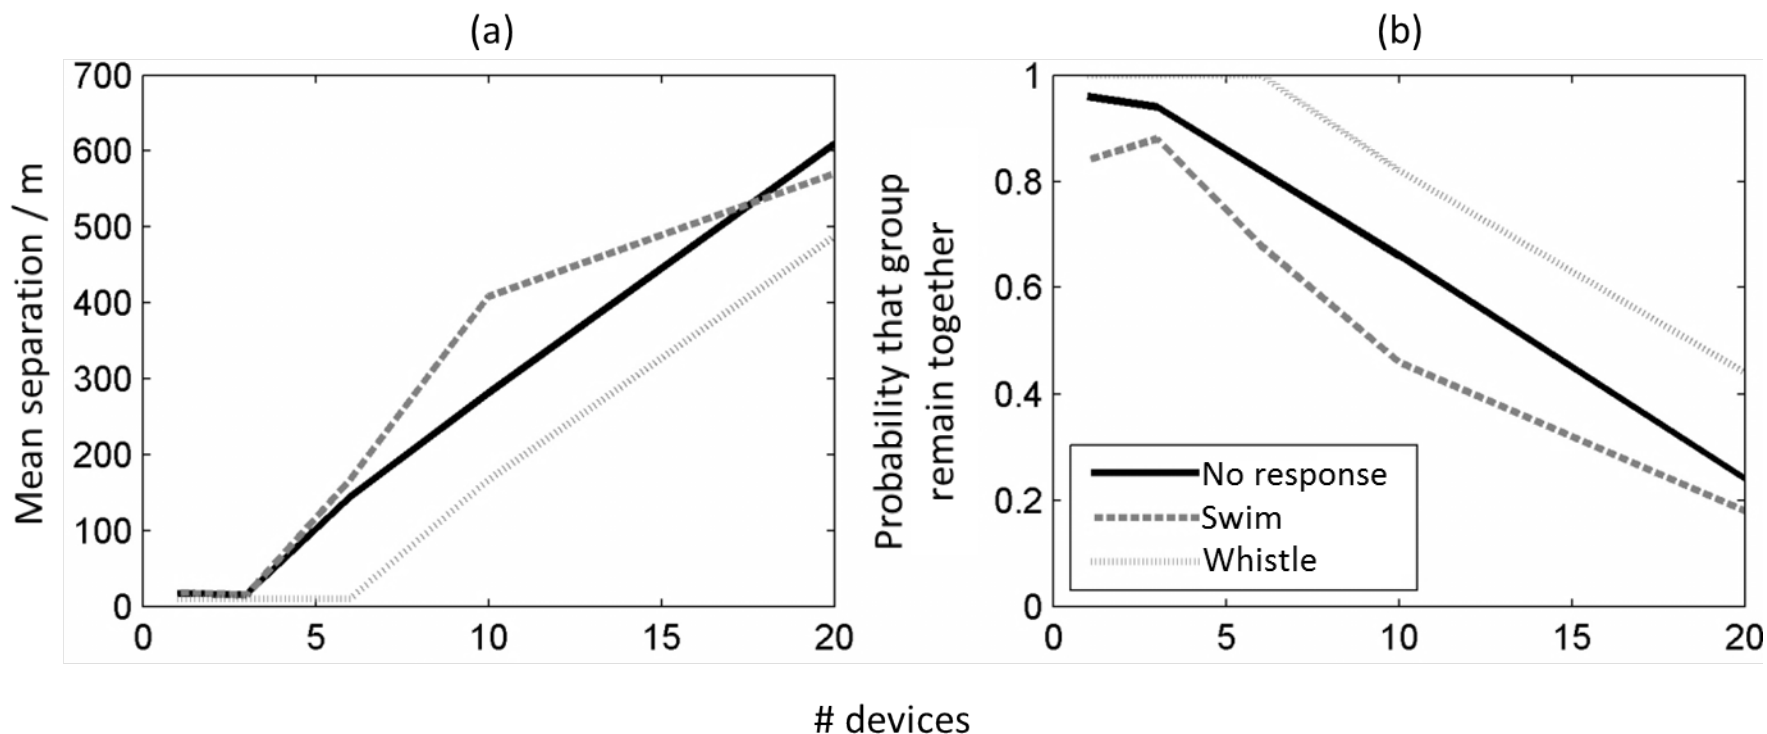 (a)
700
600
500
400
300
200
100
0
0 5 10 15 20
Mean separation / m
(b)
1
0.8
0.6
0.4
0.2
0
0 5 10 15 20
Probability that group
remain together
No response
Swim
Whistle
# devices